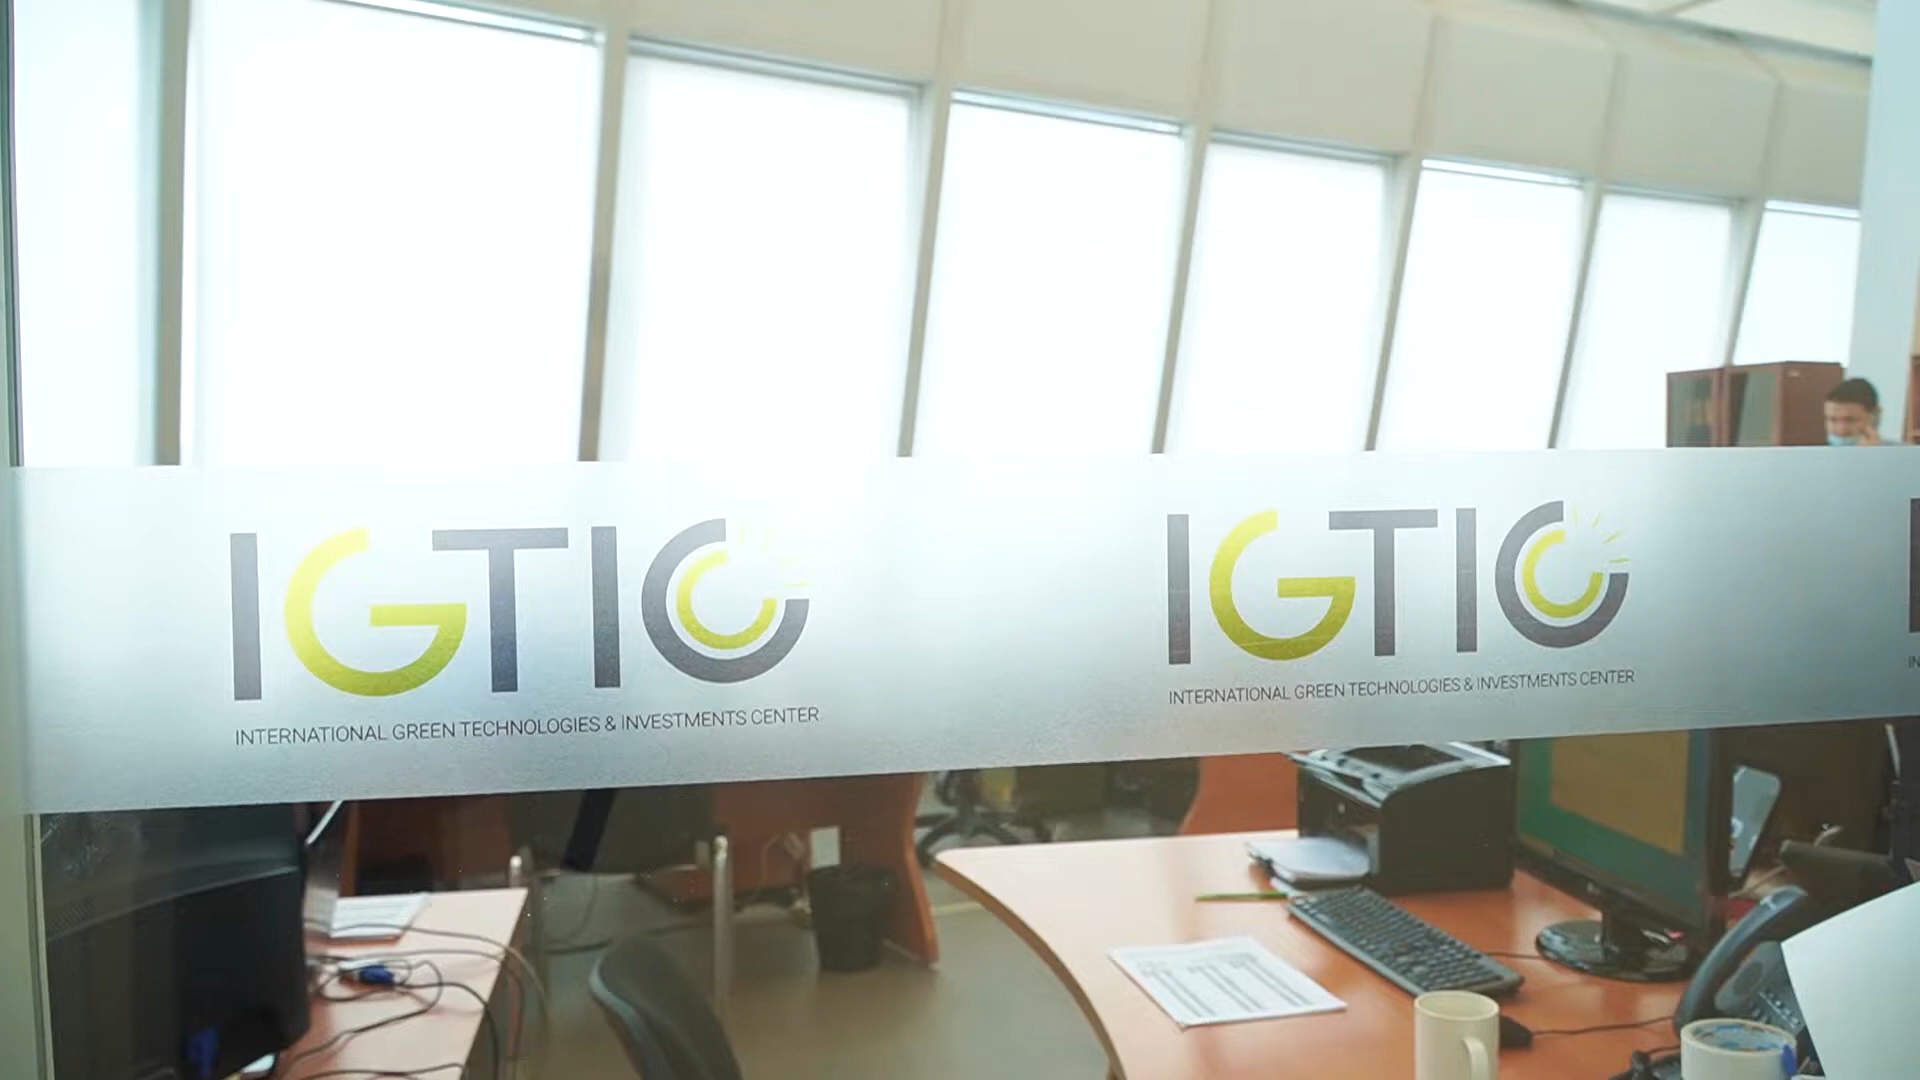 IGTIC
INTERNATIONAL GREEN TECHNOLOGIES & INVESTMENTS CENTER
IGTIC
INTERNATIONAL GREEN TECHNOLOGIES & INVESTMENTS CENTER